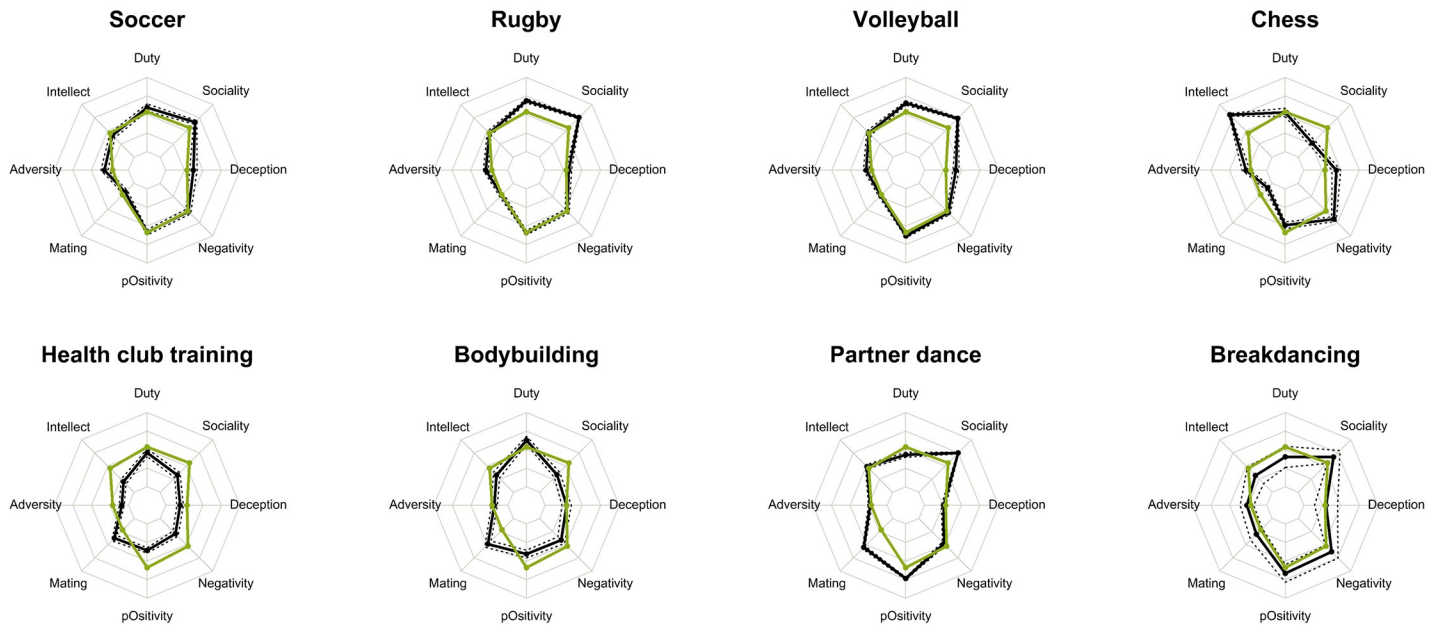 Soccer
Rugby
Volleyball
Chess
Duty
Duty
Duty
Duty
Intellect
Sociality
Intellect
Sociality
Intellect
Sociality
Intellect
Sociality
Adversity
Deception
Adversity
Deception
Adversity
Deception
Adversity
Deception
Mating
Negativity
Mating
Negativity
Mating
Negativity
Mating
Negativity
pOsitivity
pOsitivity
pOsitivity
pOsitivity
Health club training
Bodybuilding
Partner dance
Breakdancing
Duty
Duty
Duty
Duty
Intellect
Sociality
Intellect
Sociality
Intellect
Sociality
Intellect
Sociality
Adversity
Deception
Adversity
Deception
Adversity
Deception
Adversity
Deception
Mating
Negativity
Mating
Negativity
Mating
Negativity
Mating
Negativity
pOsitivity
pOsitivity
pOsitivity
pOsitivity